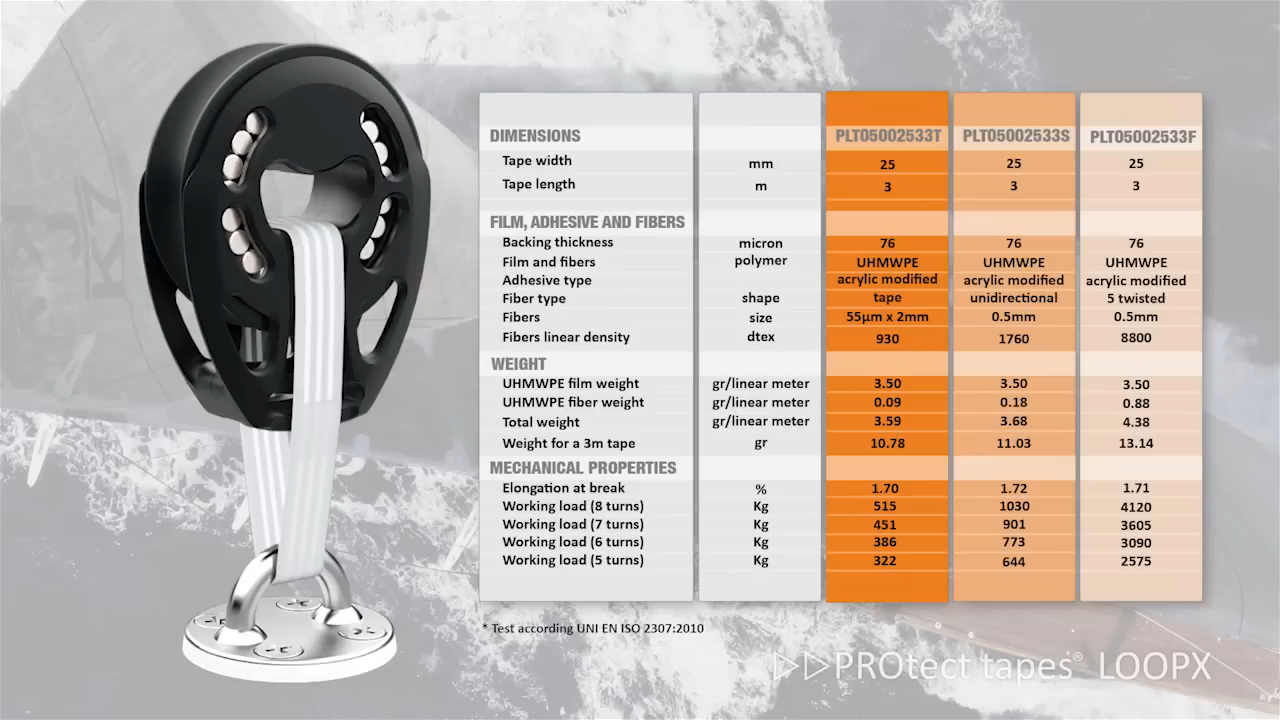 DIMENSIONS PLT05002533T PLT05002533S PLT05002533F
Tape width mm 25 25 25
Tape length m 3 3 3
FILM, ADHESIVE AND FIBERS
Backing thickness micron 76 76 76
Film and fibers polymer UHMWPE UHMWPE UHMWPE
Adhesive type acrylic modified acrylic modified acrylic modified
Fiber type shape tape unidirectional 5 twisted
Fibers size 55µm x 2mm 0.5mm 0.5mm
Fibers linear density dtex 930 1760 8800
WEIGHT
UHMWPE film weight gr/linear meter 3.50 3.50 3.50
UHMWPE fiber weight gr/linear meter 0.09 0.18 0.88
Total weight gr/linear meter 3.59 3.68 4.38
Weight for a 3m tape gr 10.78 11.03 13.14
MECHANICAL PROPERTIES
Elongation at break % 1.70 1.72 1.71
Working load (8 turns) Kg 515 1030 4120
Working load (7 turns) Kg 451 901 3605
Working load (6 turns) Kg 386 773 3090
Working load (5 turns) Kg 322 644 2575
* Test according UNI EN ISO 2307:2010
PROtect tapes® LOOPX